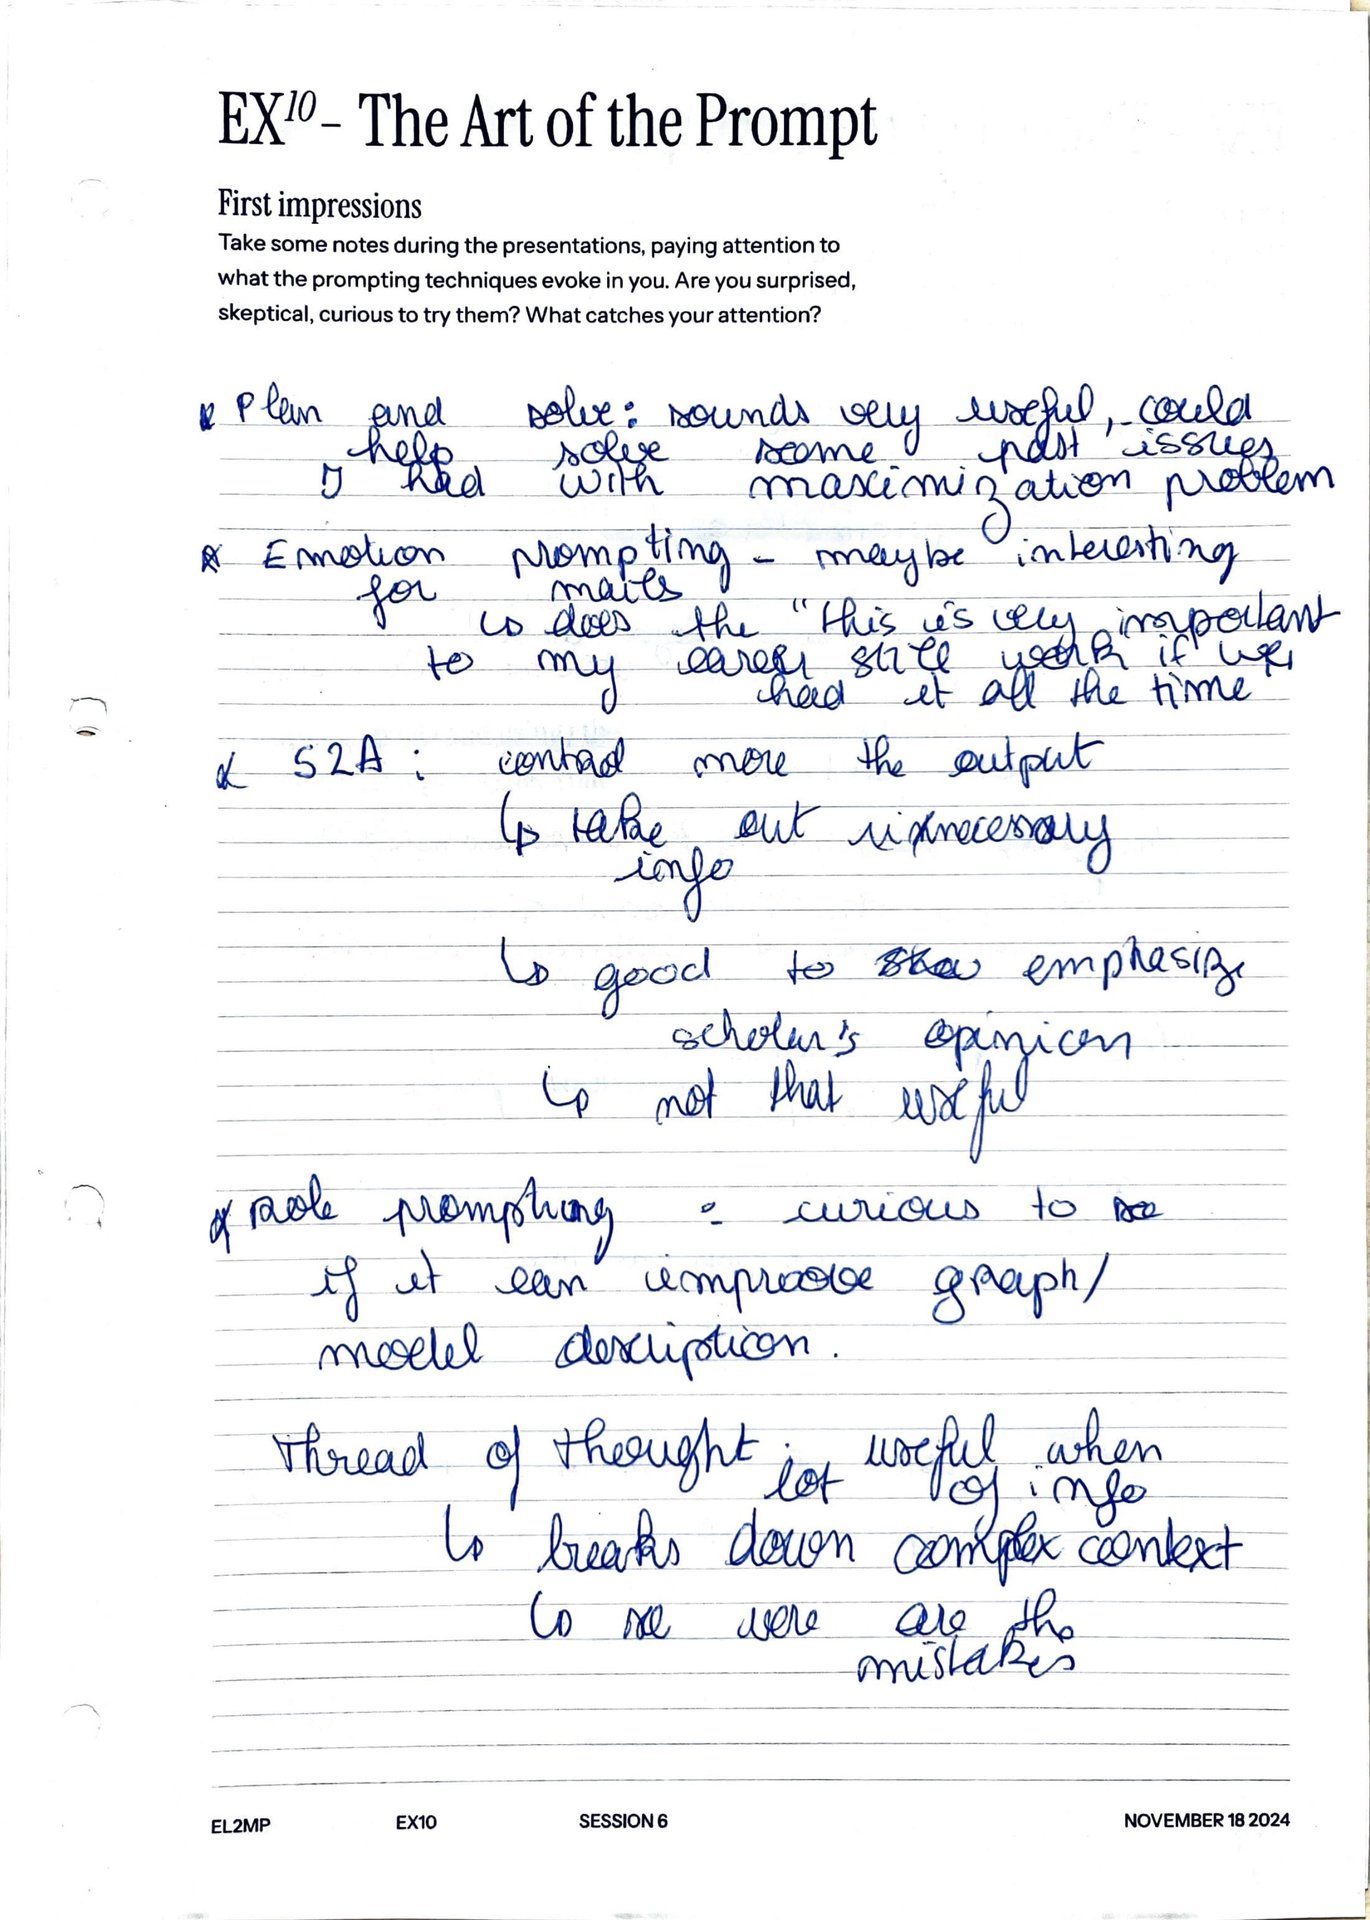 EX10 – The Art of the Prompt
First impressions
Take some notes during the presentations, paying attention to
what the prompting techniques evoke in you. Are you surprised,
skeptical, curious to try them? What catches your attention?
Plan and solve: sounds very useful, could
help solve some past issues
I had with maximization problem
Emotion prompting - maybe interesting
for mails
↳ does the "this is very important
to my career still work if we
had it all the time"
S2A: control more the output
↳ take out unnecessary
info
↳ good to emphasize
scholar's opinion
↳ not that useful
Role prompting: curious to see
if it can improove graph/
model description.
Thread of thought: useful when
lot of info
↳ breaks down complex context
↳ see were are the
mistakes
EL2MP EX10 SESSION 6 NOVEMBER 18 2024